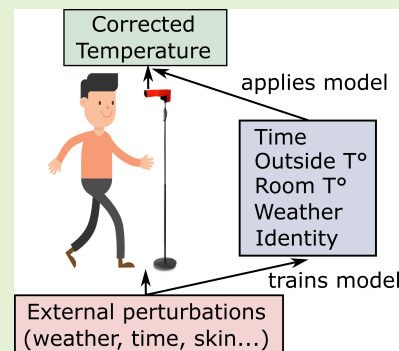 Corrected
Temperature
applies model
Time
Outside T°
Room T°
Weather
Identity
trains model
External perturbations
(weather, time, skin...)